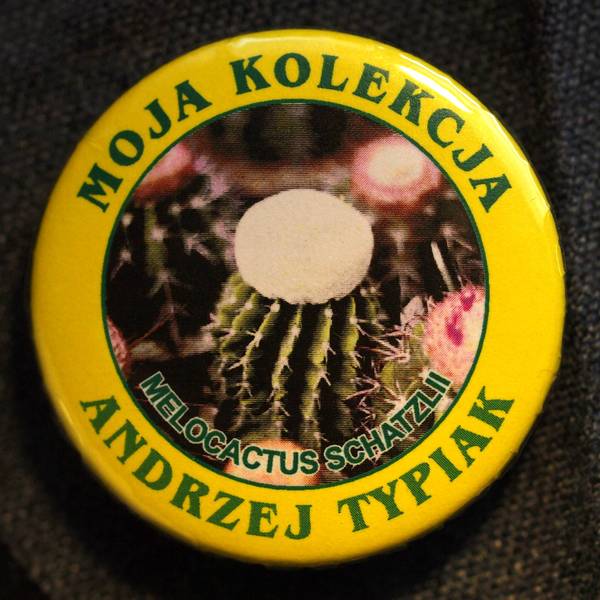 MOJA KOLEKCJA
MELOCACTUS SCHATZLII
ANDRZEJ TYPIAK